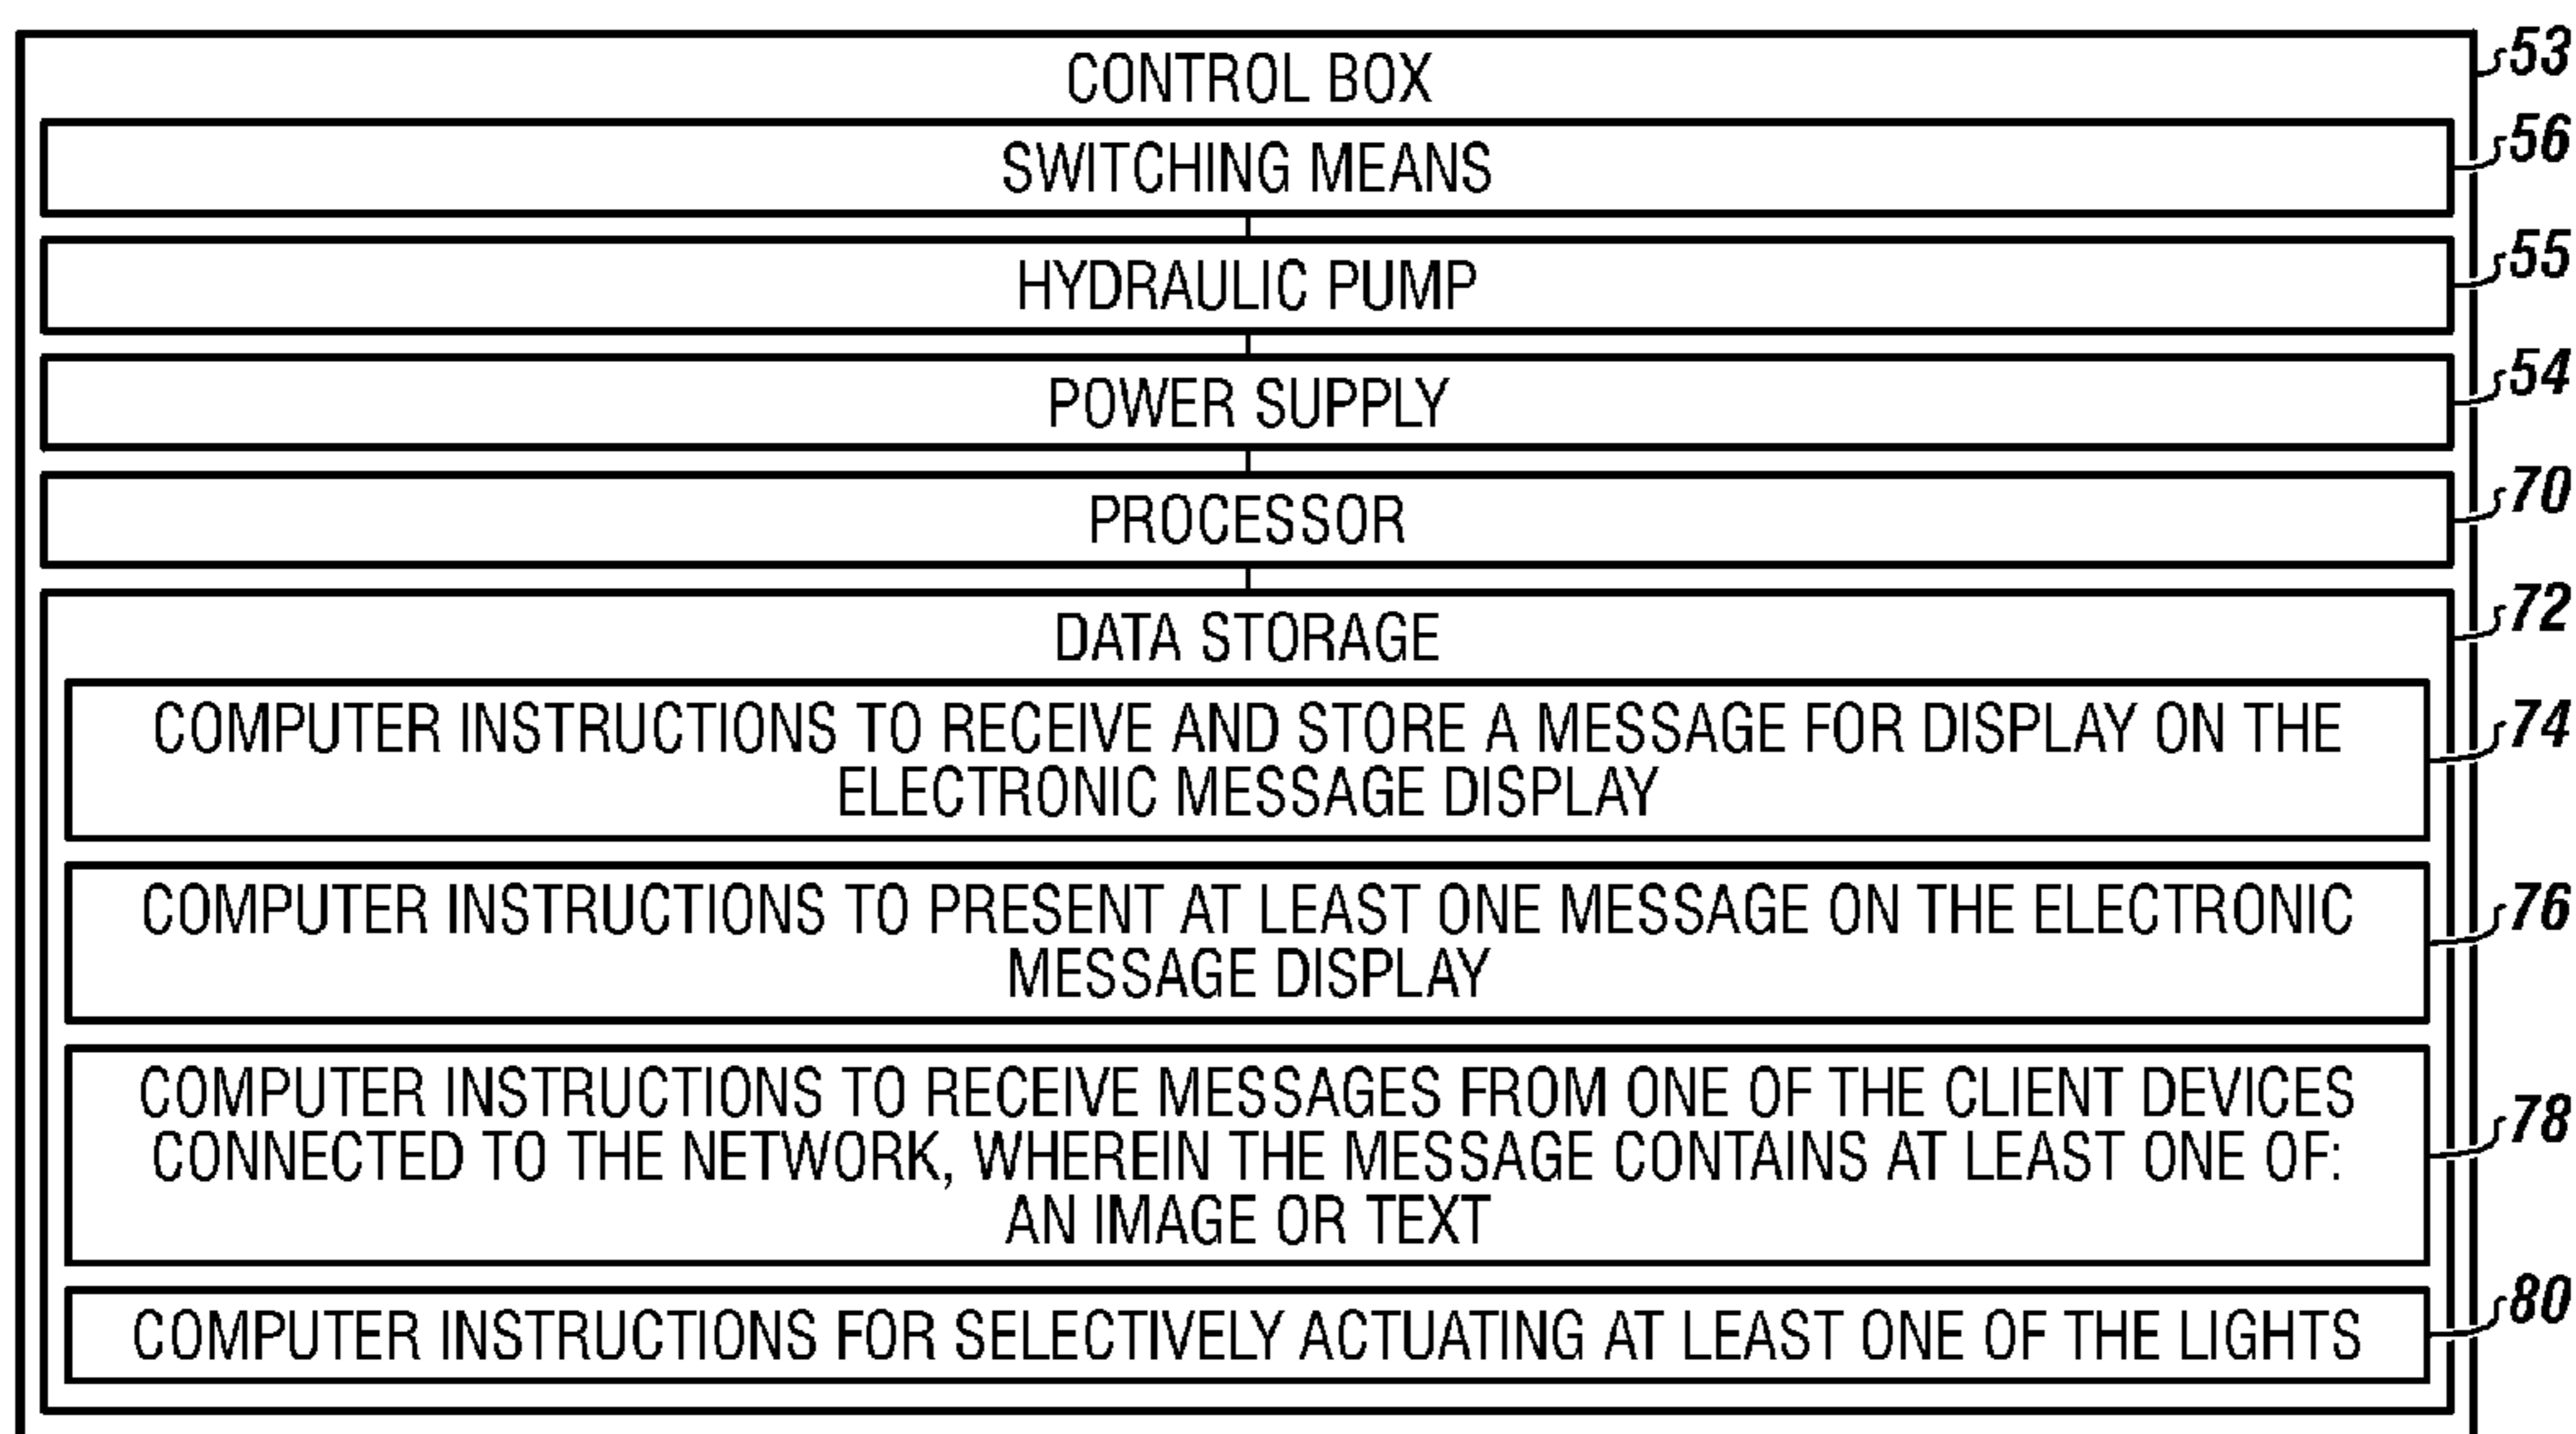 CONTROL BOX 53
SWITCHING MEANS 56
HYDRAULIC PUMP 55
POWER SUPPLY 54
PROCESSOR 70
DATA STORAGE 72
COMPUTER INSTRUCTIONS TO RECEIVE AND STORE A MESSAGE FOR DISPLAY ON THE 74
ELECTRONIC MESSAGE DISPLAY
COMPUTER INSTRUCTIONS TO PRESENT AT LEAST ONE MESSAGE ON THE ELECTRONIC 76
MESSAGE DISPLAY
COMPUTER INSTRUCTIONS TO RECEIVE MESSAGES FROM ONE OF THE CLIENT DEVICES 78
CONNECTED TO THE NETWORK, WHEREIN THE MESSAGE CONTAINS AT LEAST ONE OF:
AN IMAGE OR TEXT
COMPUTER INSTRUCTIONS FOR SELECTIVELY ACTUATING AT LEAST ONE OF THE LIGHTS 80